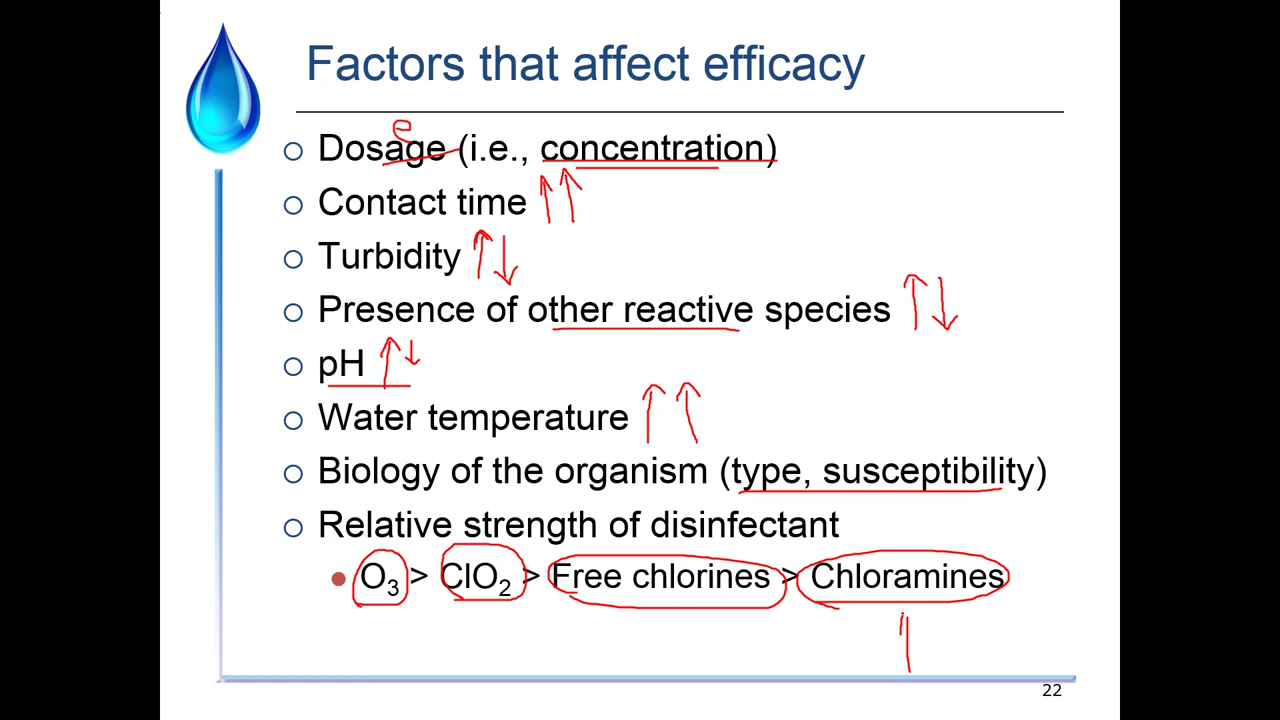 Factors that affect efficacy
e
Dosage (i.e., concentration)
Contact time ↑↑
Turbidity ↑↓
Presence of other reactive species ↑↓
pH ↑↓
Water temperature ↑↑
Biology of the organism (type, susceptibility)
Relative strength of disinfectant
O₃ > ClO₂ > Free chlorines > Chloramines
22